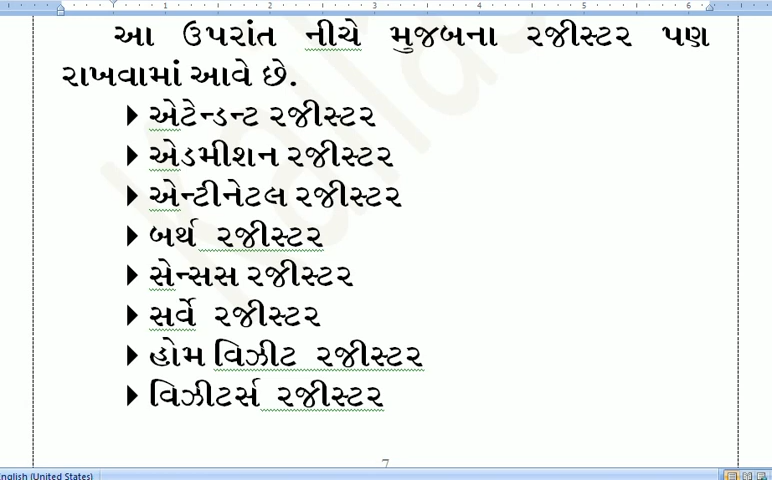 આ ઉપરાંત નીચે મુજબના રજીસ્ટર પણ
રાખવામાં આવે છે.
એટેન્ડન્ટ રજીસ્ટર
એડમીશન રજીસ્ટર
એન્ટીનેટલ રજીસ્ટર
બર્થ રજીસ્ટર
સેન્સસ રજીસ્ટર
સર્વે રજીસ્ટર
હોમ વિઝીટ રજીસ્ટર
વિઝીટર્સ રજીસ્ટર
7
English (United States)